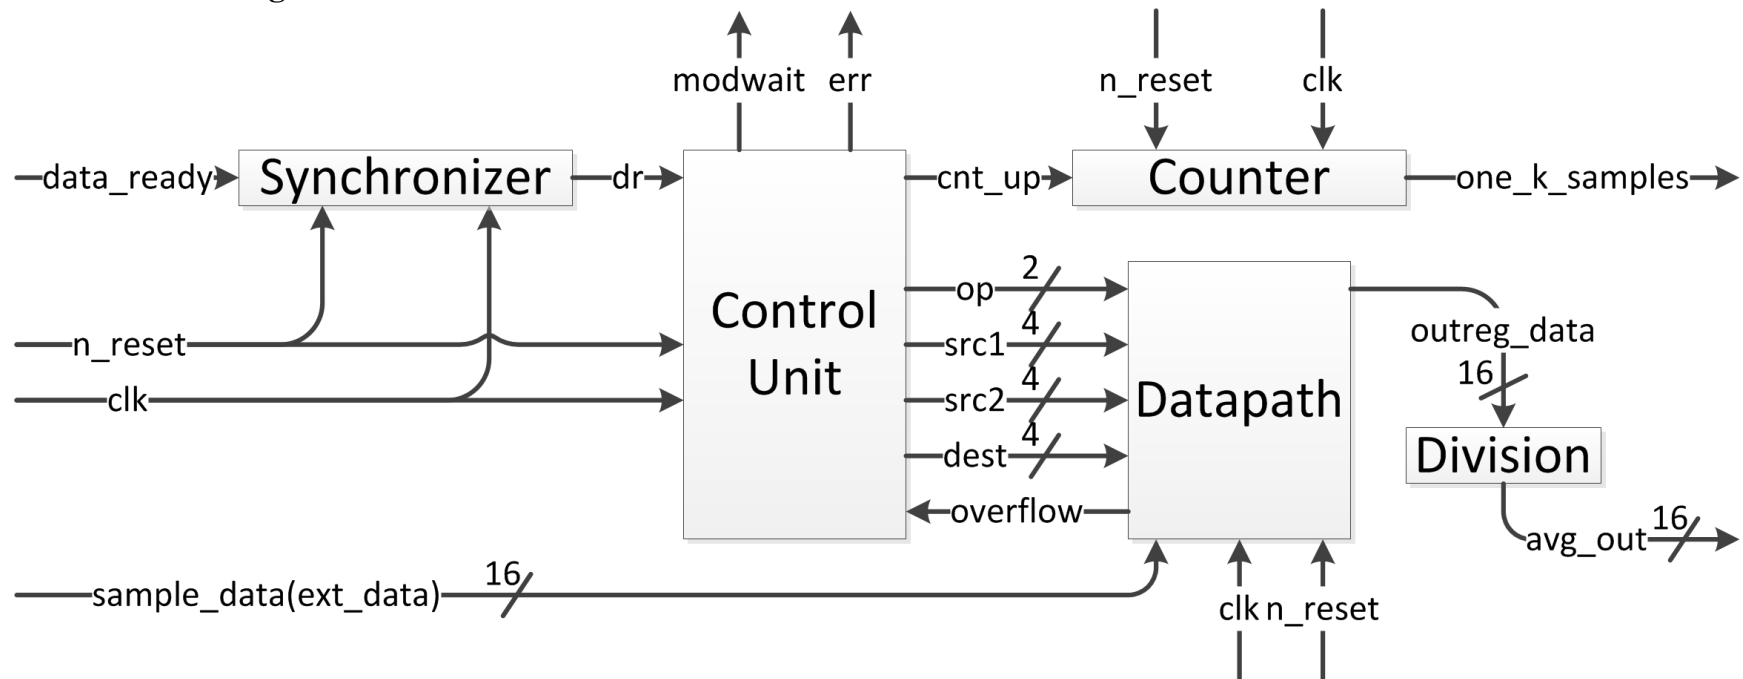 modwait err
n_reset clk
data_ready Synchronizer dr
cnt_up Counter one_k_samples
Control
Unit
n_reset
clk
op 2
src1 4
src2 4
dest 4
overflow
Datapath
outreg_data
16
Division
avg_out 16
sample_data(ext_data) 16
clk n_reset